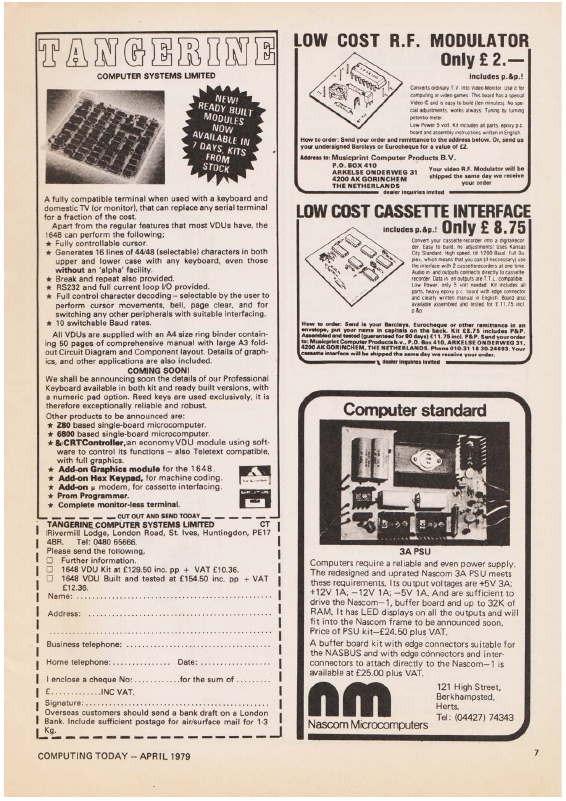 TANGERINE
COMPUTER SYSTEMS LIMITED
NEW!
READY BUILT
MODULES
NOW
AVAILABLE IN
7 DAYS, KITS
FROM
STOCK
A fully compatible terminal when used with a keyboard and
domestic TV (or monitor), that can replace any serial terminal
for a fraction of the cost.
Apart from the regular features that most VDUs have, the
1648 can perform the following;
★ Fully controllable cursor.
★ Generates 16 lines of 44/48 (selectable) characters in both
upper and lower case with any keyboard, even those
without an 'alpha' facility.
★ Break and repeat also provided.
★ RS232 and full current loop I/O provided.
★ Full control character decoding – selectable by the user to
perform cursor movements, bell, page clear, and for
switching any other peripherals with suitable interfacing.
★ 10 switchable Baud rates.
All VDUs are supplied with an A4 size ring binder contain-
ing 50 pages of comprehensive manual with large A3 fold-
out Circuit Diagram and Component layout. Details of graph-
ics, and other applications are also included.
COMING SOON!
We shall be announcing soon the details of our Professional
Keyboard available in both kit and ready built versions, with
a numeric pad option. Reed keys are used exclusively, it is
therefore exceptionally reliable and robust.
Other products to be announced are:
★ Z80 based single-board microcomputer.
★ 6800 based single-board microcomputer.
★ & CRT Controller, an economy VDU module using soft-
ware to control its functions – also Teletext compatible,
with full graphics.
★ Add-on Graphics module for the 1648.
★ Add-on Hex Keypad, for machine coding.
★ Add-on µ modem, for cassette interfacing.
★ Prom Programmer.
★ Complete monitor-less terminal.
CUT OUT AND SEND TODAY
TANGERINE COMPUTER SYSTEMS LIMITED CT
Rivermill Lodge, London Road, St. Ives, Huntingdon, PE17
4BR. Tel: 0480 65666.
Please send the following,
☐ Further information.
☐ 1648 VDU Kit at £129.50 inc. pp + VAT £10.36.
☐ 1648 VDU Built and tested at £154.50 inc. pp + VAT
£12.36.
Name:
Address:
Business telephone:
Home telephone: Date:
I enclose a cheque No: for the sum of
£ INC VAT.
Signature:
Overseas customers should send a bank draft on a London
Bank. Include sufficient postage for air/surface mail for 1·3
Kg.
LOW COST R.F. MODULATOR
Only £ 2.—
includes p.&p.!
Converts ordinary T.V. into Video-Monitor. Use it for
computing or video games. This board has a special
Video IC and is easy to build (ten minutes). No spe-
cial adjustments, works always. Tuning by turning
potentio meter.
Low Power 5 volt. Kit includes all parts, epoxy p.c.
board and assembly instructions written in English.
How to order: Send your order and remittance to the address below. Or, send us
your undersigned Barclays or Eurocheque for a value of £2.
Address to: Musicprint Computer Products B.V.
P.O. BOX 410
ARKELSE ONDERWEG 31
4200 AK GORINCHEM
THE NETHERLANDS
Your video R.F. Modulator will be
shipped the same day we receive
your order
dealer inquiries invited
LOW COST CASSETTE INTERFACE
includes p.&p.! Only £ 8.75
Convert your cassette-recorder into a digitalrecor-
der. Easy to build, no adjustments! Uses Kansas
City Standard. High speed, till 1200 Baud. Full Du-
plex, which means that you can (if necessary) use
the interface with 2 cassetterecorders at one time.
Audio in- and outputs connects directly to cassette
recorder. Data in- en outputs are T.T.L. compatible.
Low Power, only 5 volt needed. Kit includes all
parts, heavy epoxy p.c. board with edge connector
and clearly written manual in English. Board also
available assembled and tested for £ 11.75 incl.
p.&p.
How to order: Send is your Barclays, Eurocheque or other remittance in an
envelope, put your name in capitals on the back. Kit £8.75 includes P&P.
Assembled and tested (guaranteed for 90 days) £ 11.75 incl. P&P. Send your order
to: Musicprint Computer Products b.v., P.O. Box 410, ARKELSE ONDERWEG 31,
4200 AK GORINCHEM, THE NETHERLANDS. Phone 010-31 18 30-24693. Your
cassette interface will be shipped the same day we receive your order.
dealer inquiries invited
Computer standard
3A PSU
Computers require a reliable and even power supply.
The redesigned and uprated Nascom 3A PSU meets
these requirements. Its output voltages are +5V 3A;
+12V 1A; –12V 1A; –5V 1A. And are sufficient to
drive the Nascom–1, buffer board and up to 32K of
RAM. It has LED displays on all the outputs and will
fit into the Nascom frame to be announced soon.
Price of PSU kit–£24.50 plus VAT.
A buffer board kit with edge connectors suitable for
the NASBUS and with edge connectors and inter-
connectors to attach directly to the Nascom–1 is
available at £25.00 plus VAT.
nm
Nascom Microcomputers
121 High Street,
Berkhampsted,
Herts.
Tel: (04427) 74343
COMPUTING TODAY – APRIL 1979
7